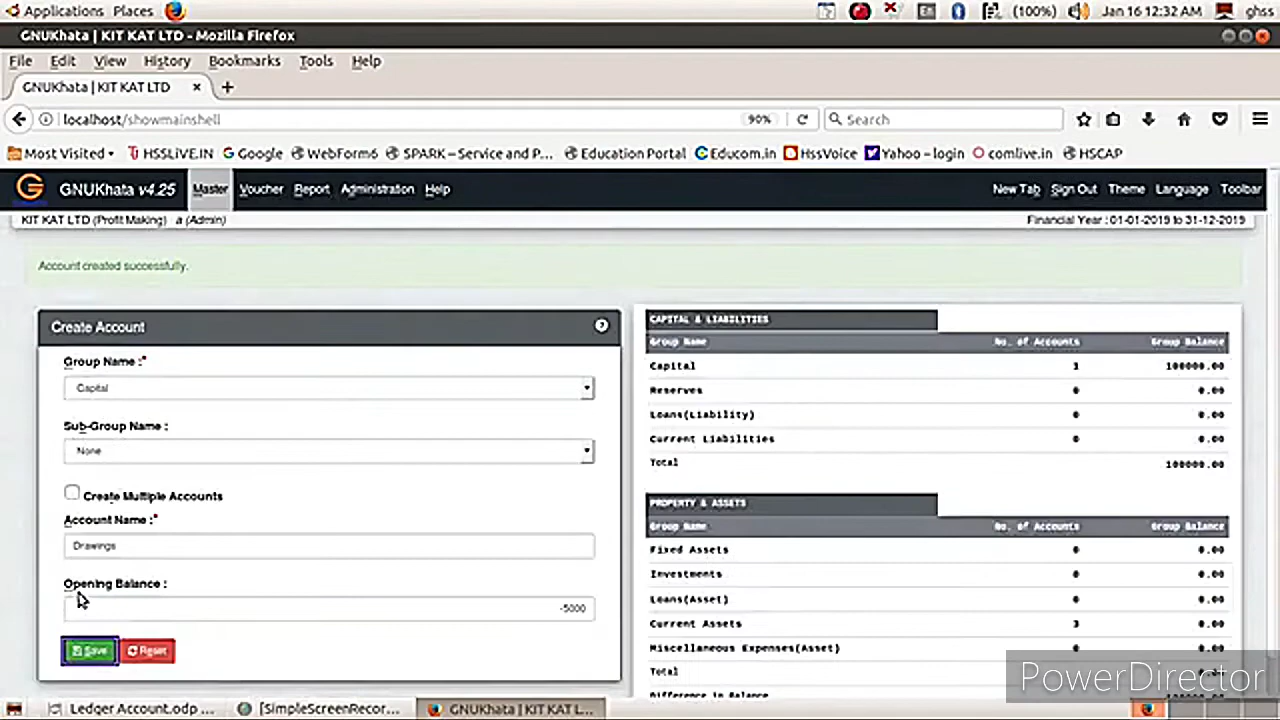 Applications Places (100%) Jan 16 12:32 AM ghss
GNUKhata | KIT KAT LTD - Mozilla Firefox
File Edit View History Bookmarks Tools Help
GNUKhata | KIT KAT LTD × +
localhost/showmainshell 90% Search
Most Visited HSSLiVE.IN Google WebForm6 SPARK – Service and P... Education Portal Educom.in HssVoice Yahoo – login comlive.in HSCAP
GNUKhata v4.25 Master Voucher Report Administration Help New Tab Sign Out Theme Language Toolbar
KIT KAT LTD (Profit Making) a (Admin) Financial Year : 01-01-2019 to 31-12-2019
Account created successfully.
Create Account ?
Group Name :*
Capital
Sub-Group Name :
None
Create Multiple Accounts
Account Name :*
Drawings
Opening Balance :
-5000
Save Reset
CAPITAL & LIABILITIES
Group Name No. of Accounts Group Balance
Capital 1 100000.00
Reserves 0 0.00
Loans(Liability) 0 0.00
Current Liabilities 0 0.00
Total 100000.00
PROPERTY & ASSETS
Group Name No. of Accounts Group Balance
Fixed Assets 0 0.00
Investments 0 0.00
Loans(Asset) 0 0.00
Current Assets 3 0.00
Miscellaneous Expenses(Asset) 0
Total
Difference in Balance
PowerDirector
Ledger Account.odp ... [SimpleScreenRecor... GNUKhata | KIT KAT L...